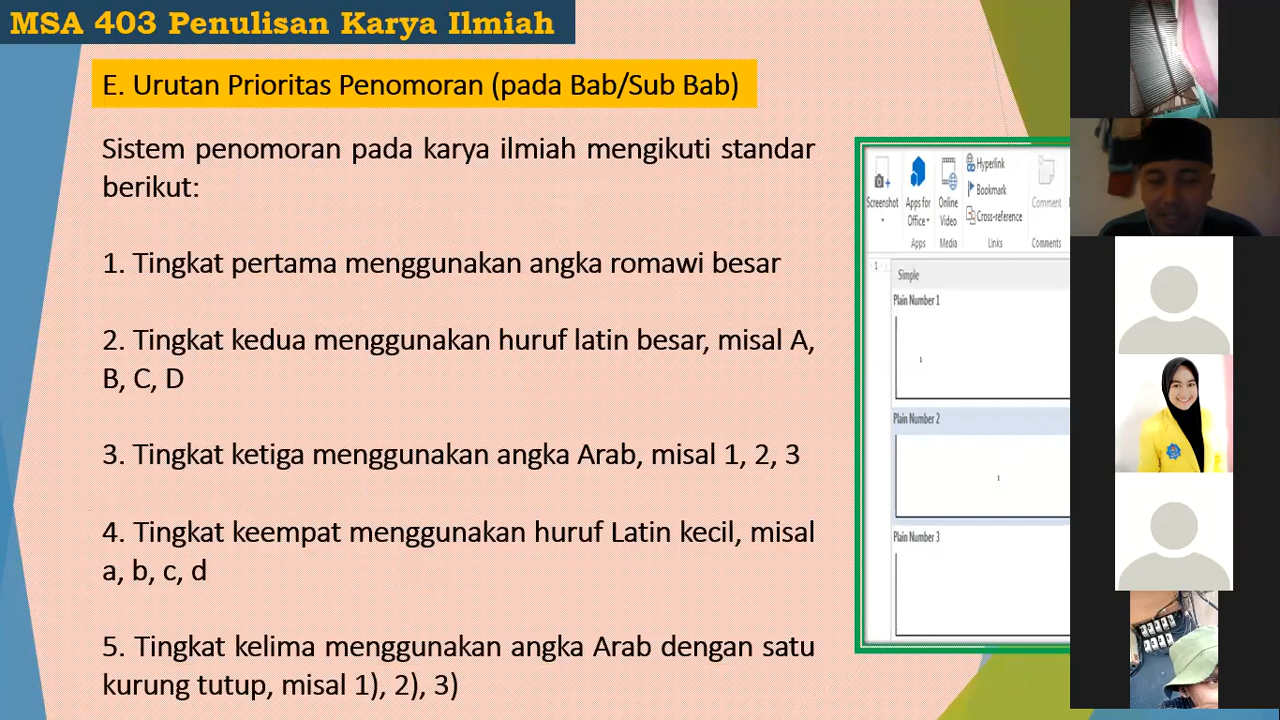 MSA 403 Penulisan Karya Ilmiah
E. Urutan Prioritas Penomoran (pada Bab/Sub Bab)
Sistem penomoran pada karya ilmiah mengikuti standar
berikut:
1. Tingkat pertama menggunakan angka romawi besar
2. Tingkat kedua menggunakan huruf latin besar, misal A,
B, C, D
3. Tingkat ketiga menggunakan angka Arab, misal 1, 2, 3
4. Tingkat keempat menggunakan huruf Latin kecil, misal
a, b, c, d
5. Tingkat kelima menggunakan angka Arab dengan satu
kurung tutup, misal 1), 2), 3)
Screenshot
Apps for
Office
Apps
Online
Video
Media
Hyperlink
Bookmark
Cross-reference
Links
Comment
Comments
1
Simple
Plain Number 1
1
Plain Number 2
1
Plain Number 3